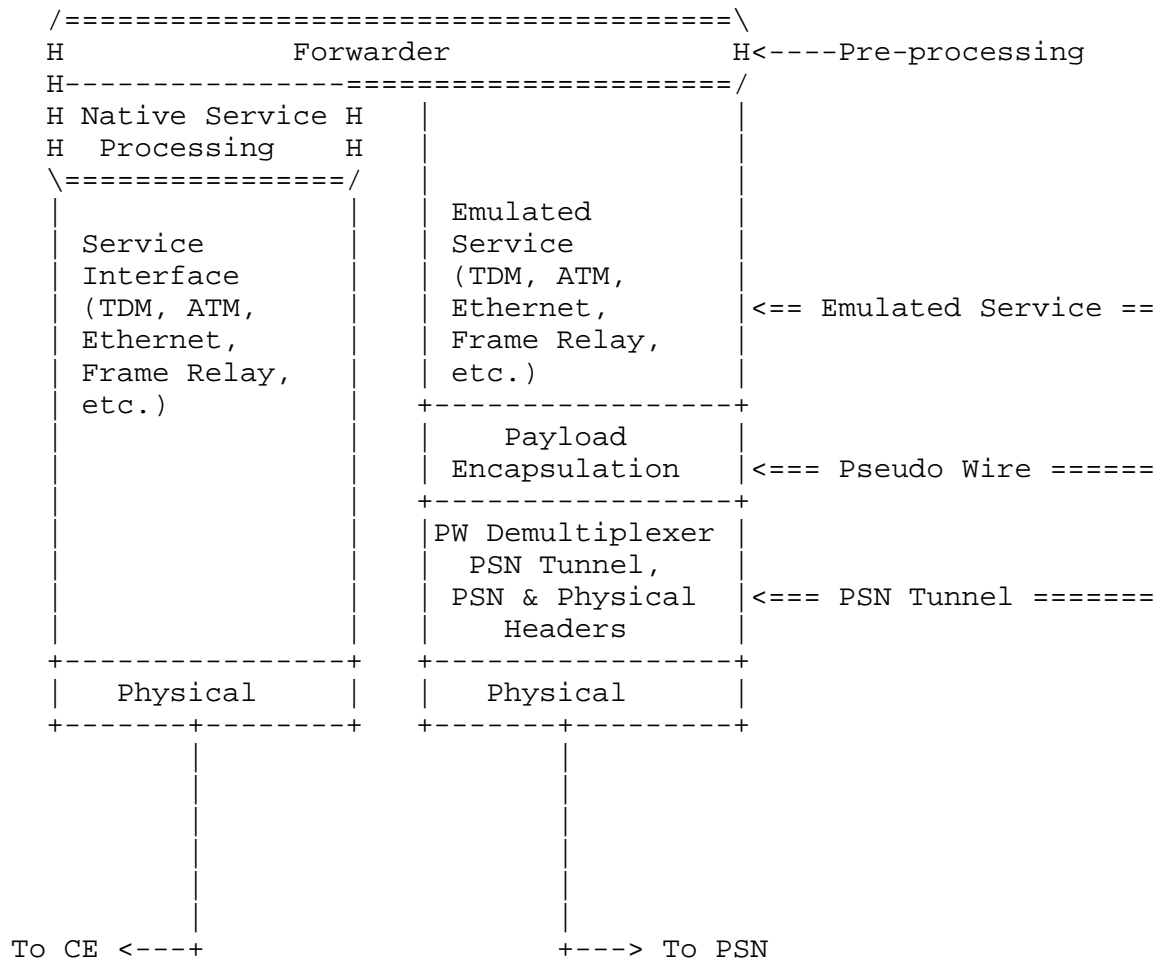 Forwarder <----Pre-processing
Native Service
Processing
Emulated
Service Service
Interface (TDM, ATM,
(TDM, ATM, Ethernet, <== Emulated Service ==
Ethernet, Frame Relay,
Frame Relay, etc.)
etc.)
Payload
Encapsulation <=== Pseudo Wire ======
PW Demultiplexer
PSN Tunnel,
PSN & Physical <=== PSN Tunnel =======
Headers
Physical Physical
To CE <---+ +---> To PSN